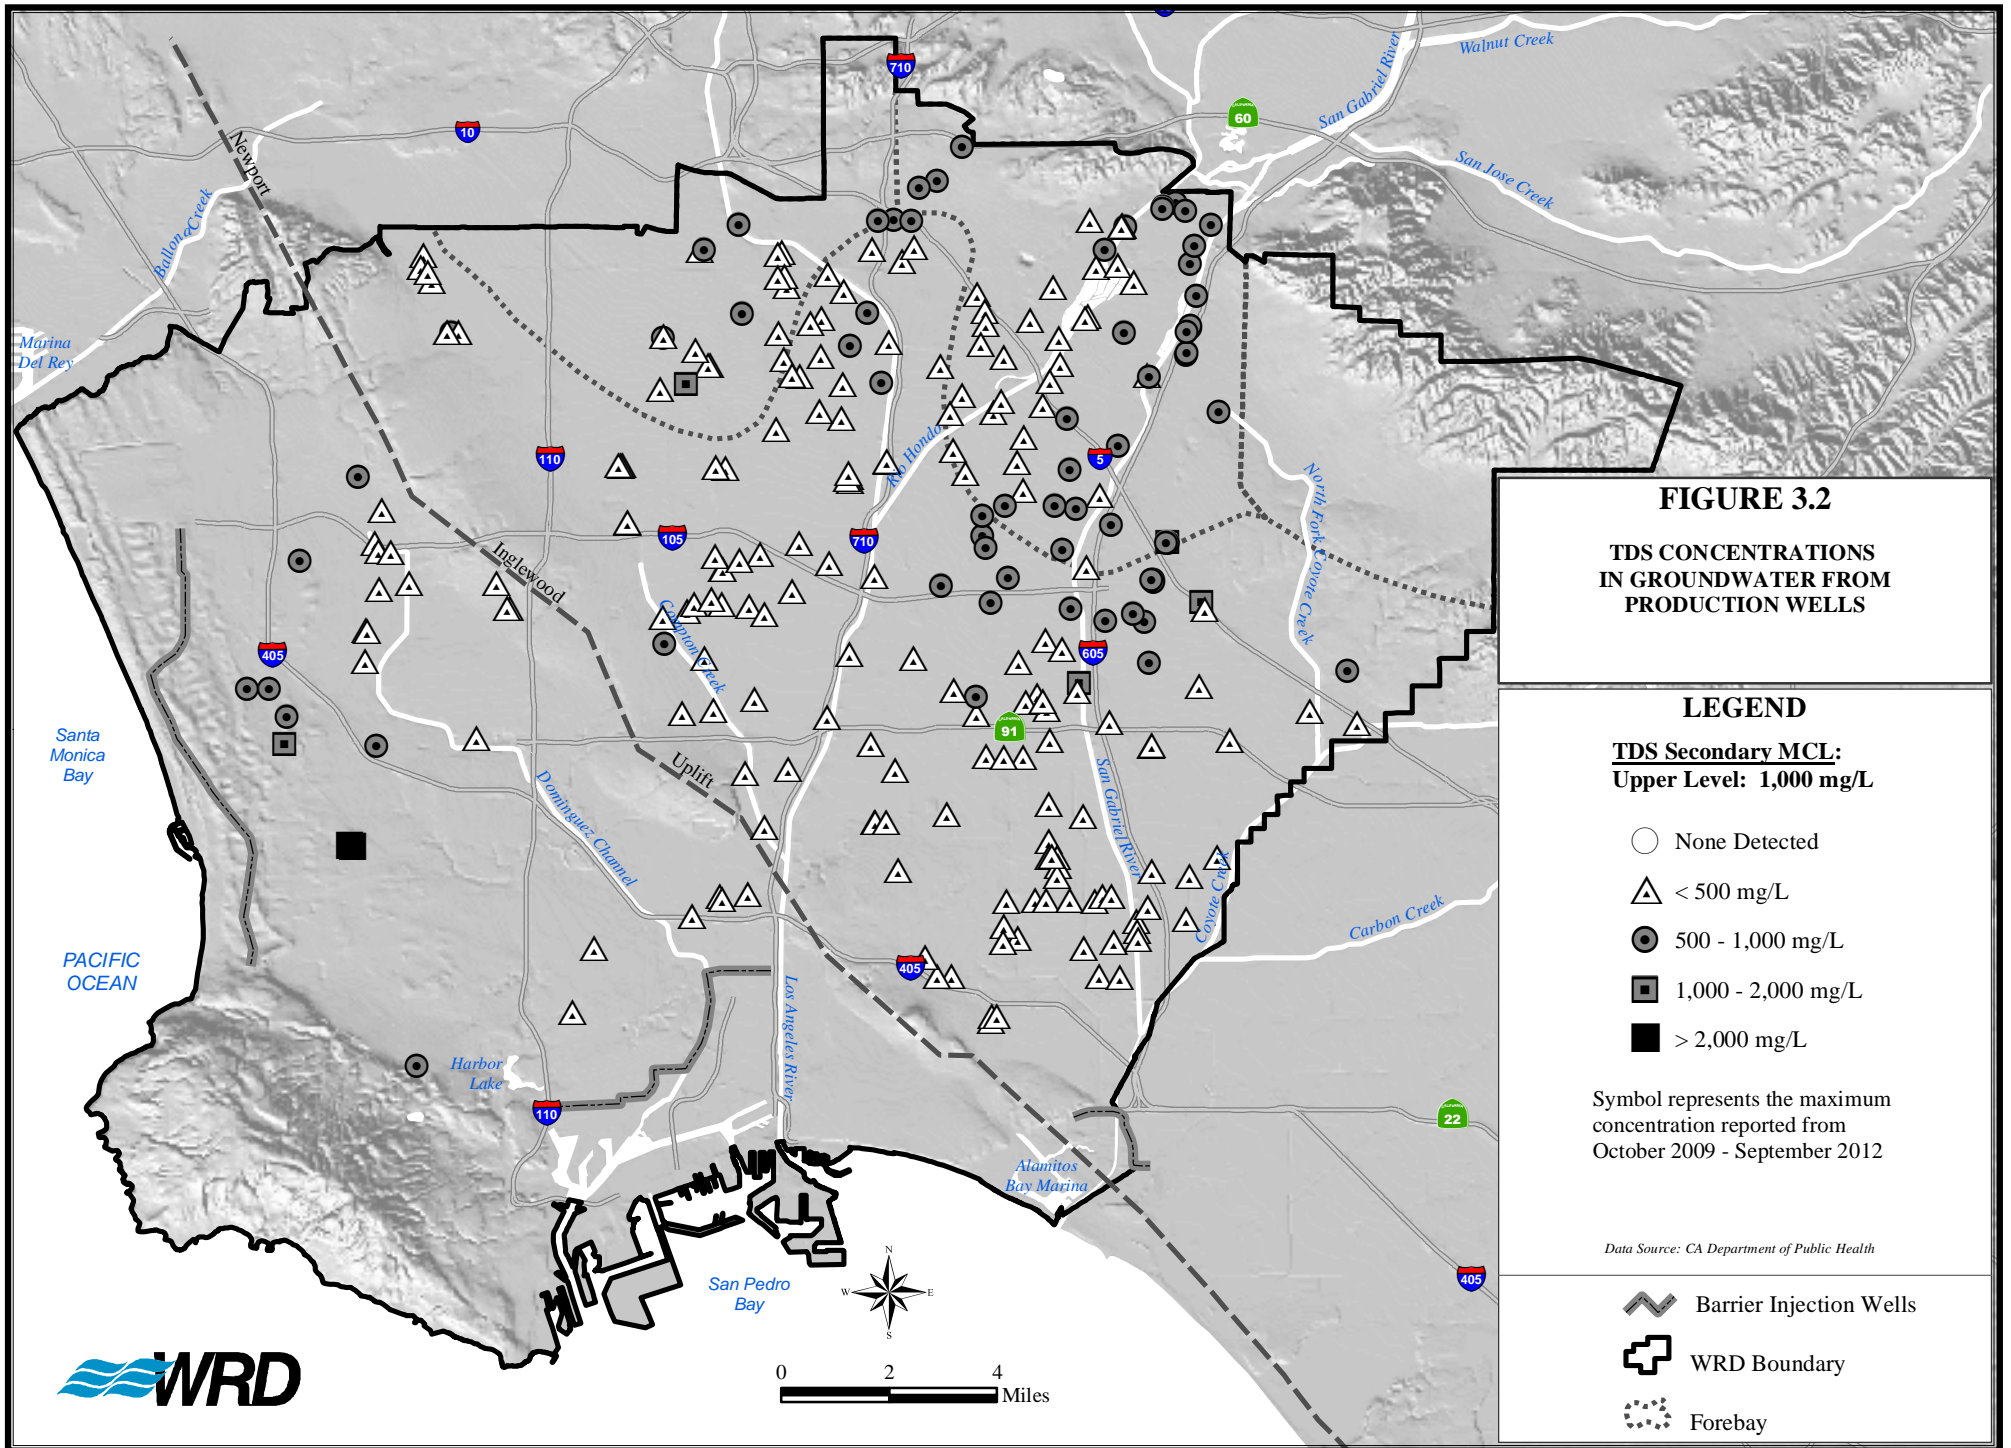 710
Walnut Creek
San Gabriel River
CALIFORNIA
60
10
Newport
San Jose Creek
Ballona Creek
Marina
Del Rey
110
5
Rio Hondo
North Fork Coyote Creek
105
710
Inglewood
Compton Creek
405
605
Santa
Monica
Bay
CALIFORNIA
91
Uplift
Dominguez Channel
San Gabriel River
Coyote Creek
Carbon Creek
PACIFIC
OCEAN
405
Los Angeles River
Harbor
Lake
110
CALIFORNIA
22
Alamitos
Bay Marina
San Pedro
Bay
405
N
W
E
S
0 2 4
Miles
WRD
FIGURE 3.2
TDS CONCENTRATIONS
IN GROUNDWATER FROM
PRODUCTION WELLS
LEGEND
TDS Secondary MCL:
Upper Level: 1,000 mg/L
None Detected
< 500 mg/L
500 - 1,000 mg/L
1,000 - 2,000 mg/L
> 2,000 mg/L
Symbol represents the maximum
concentration reported from
October 2009 - September 2012
Data Source: CA Department of Public Health
Barrier Injection Wells
WRD Boundary
Forebay